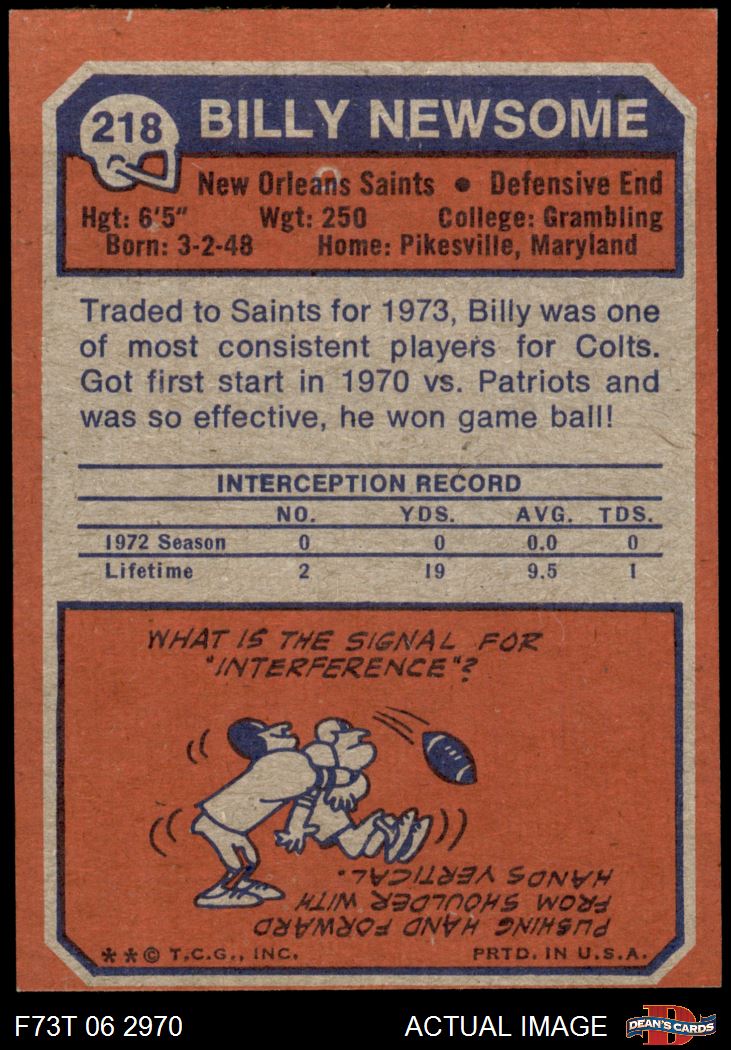 218
BILLY NEWSOME
New Orleans Saints • Defensive End
Hgt: 6'5" Wgt: 250 College: Grambling
Born: 3-2-48 Home: Pikesville, Maryland
Traded to Saints for 1973, Billy was one
of most consistent players for Colts.
Got first start in 1970 vs. Patriots and
was so effective, he won game ball!
INTERCEPTION RECORD
NO. YDS. AVG. TDS.
1972 Season 0 0 0.0 0
Lifetime 2 19 9.5 1
WHAT IS THE SIGNAL FOR
"INTERFERENCE"?
PUSHING HAND FORWARD
FROM SHOULDER WITH
HANDS VERTICAL.
**© T.C.G., INC. PRTD. IN U.S.A.
F73T 06 2970 ACTUAL IMAGE
D
DEAN'S CARDS